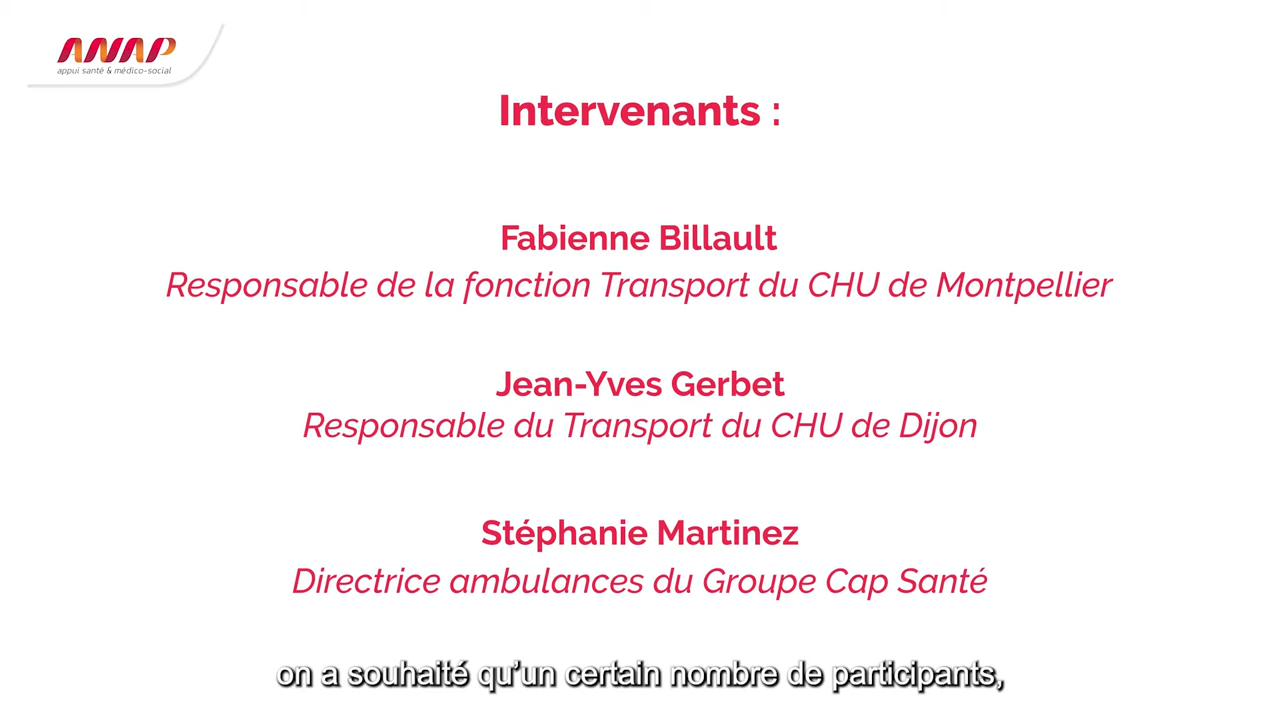 ANAP
appui santé & médico-social
Intervenants :
Fabienne Billault
Responsable de la fonction Transport du CHU de Montpellier
Jean-Yves Gerbet
Responsable du Transport du CHU de Dijon
Stéphanie Martinez
Directrice ambulances du Groupe Cap Santé
on a souhaité qu’un certain nombre de participants,